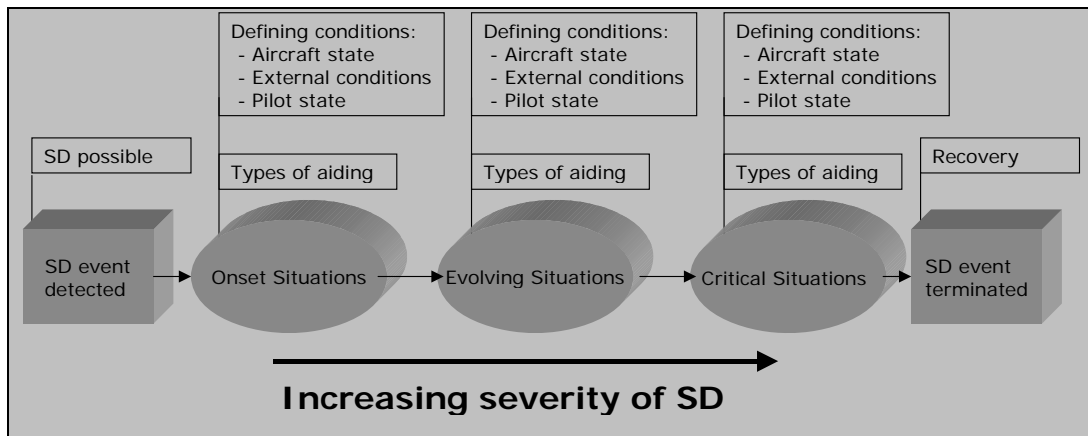 Defining conditions:
- Aircraft state
- External conditions
- Pilot state
Defining conditions:
- Aircraft state
- External conditions
- Pilot state
Defining conditions:
- Aircraft state
- External conditions
- Pilot state
SD possible
Types of aiding
Types of aiding
Types of aiding
Recovery
SD event
detected
Onset Situations
Evolving Situations
Critical Situations
SD event
terminated
Increasing severity of SD